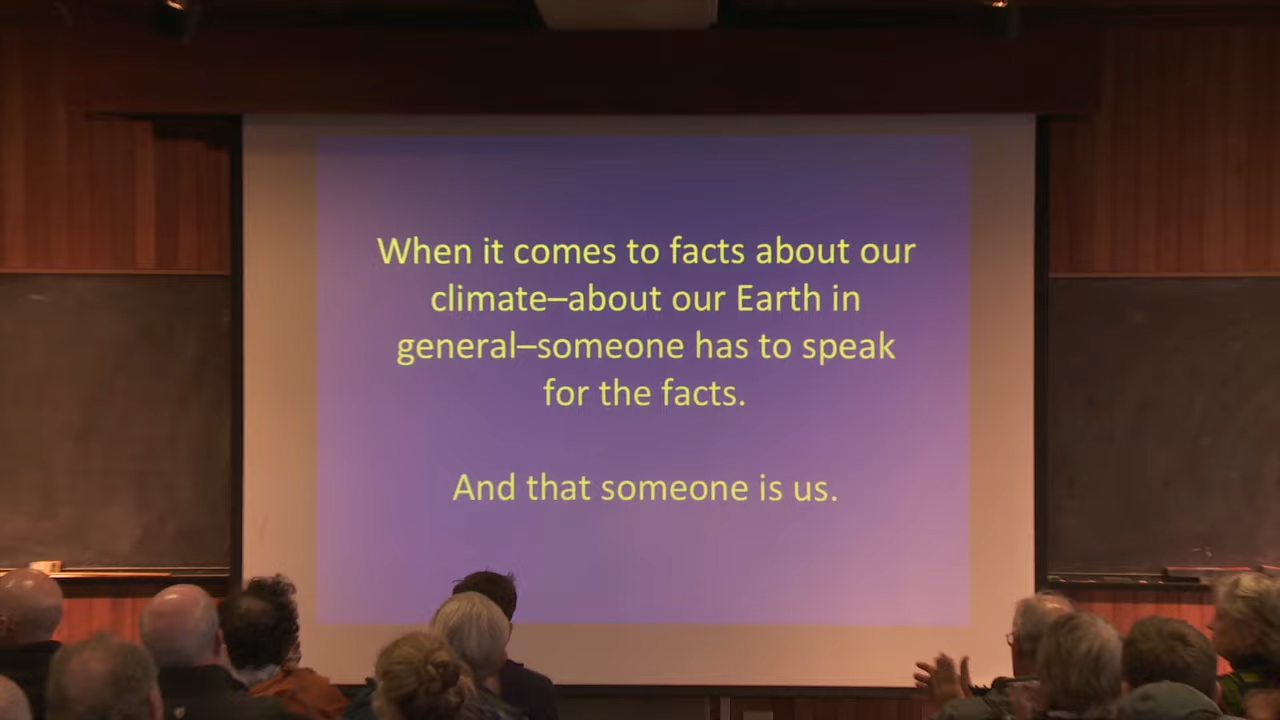 When it comes to facts about our
climate–about our Earth in
general–someone has to speak
for the facts.
And that someone is us.